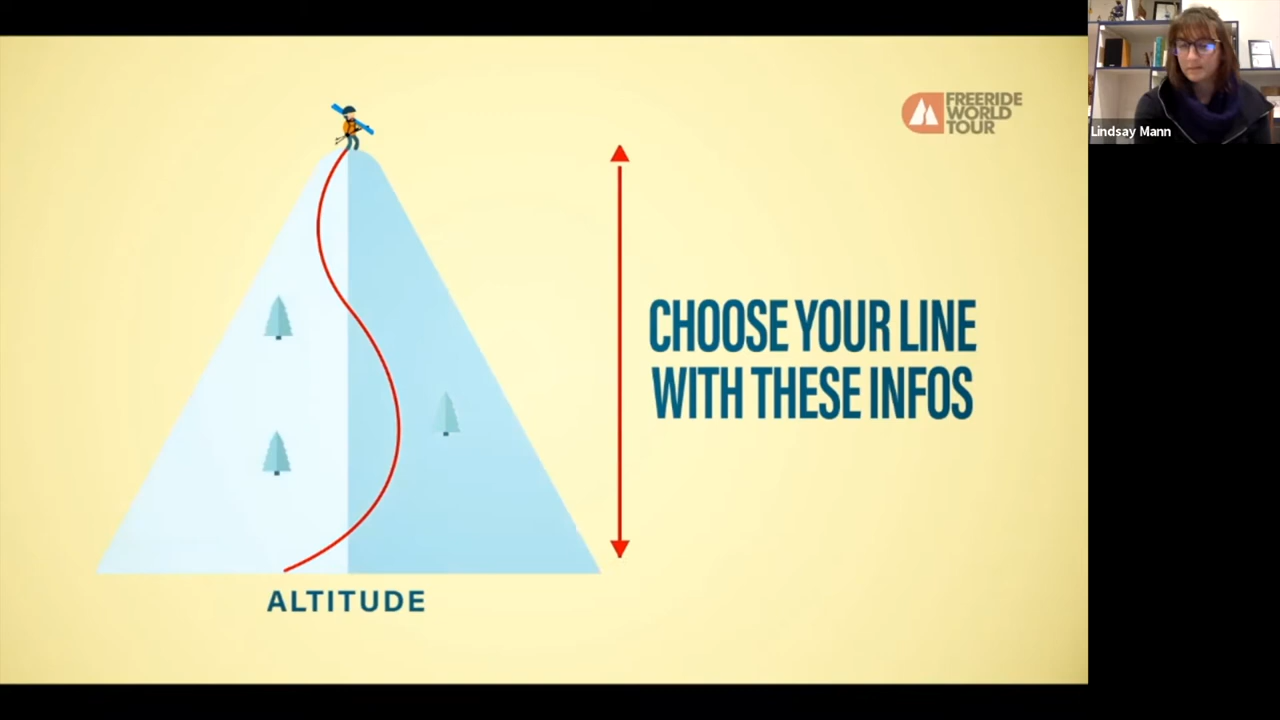 FREERIDE
WORLD
TOUR
Lindsay Mann
CHOOSE YOUR LINE
WITH THESE INFOS
ALTITUDE